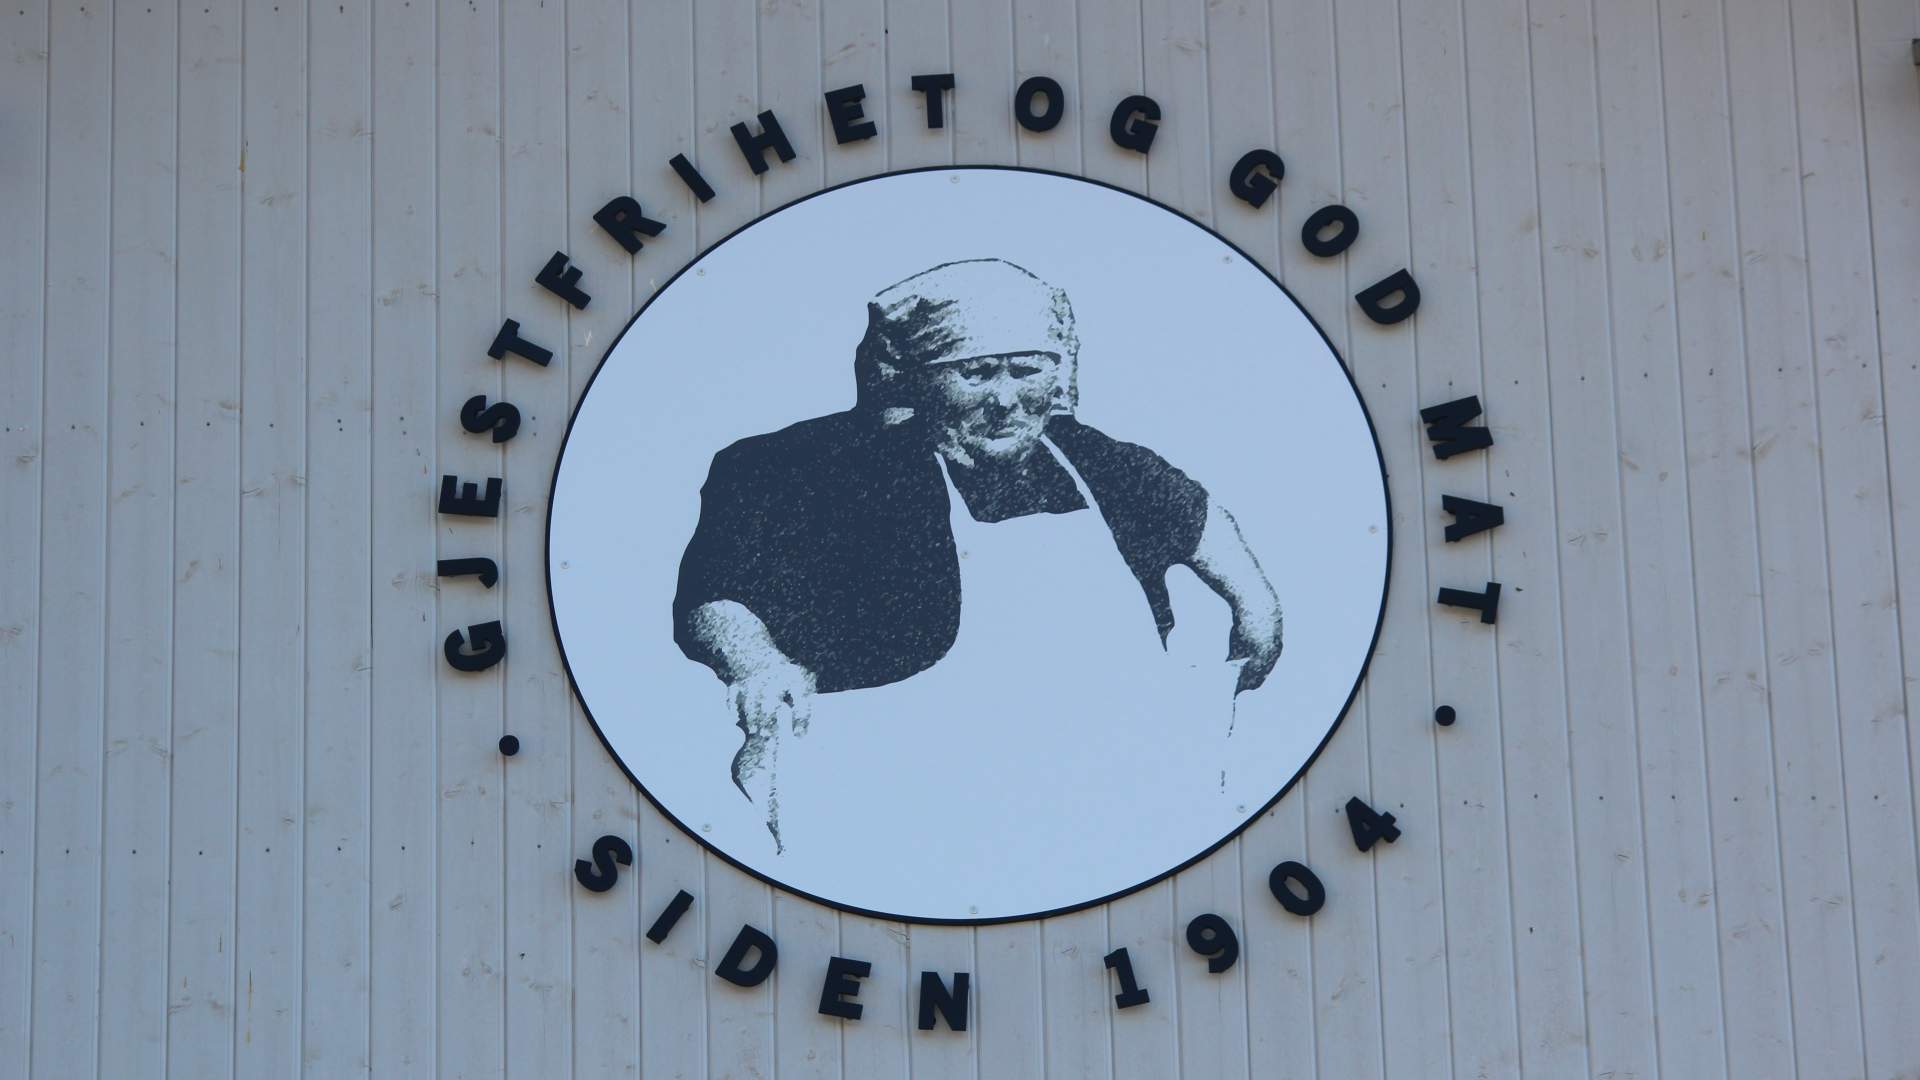 GJESTFRIHET OG GOD MAT
• SIDEN 1904 •